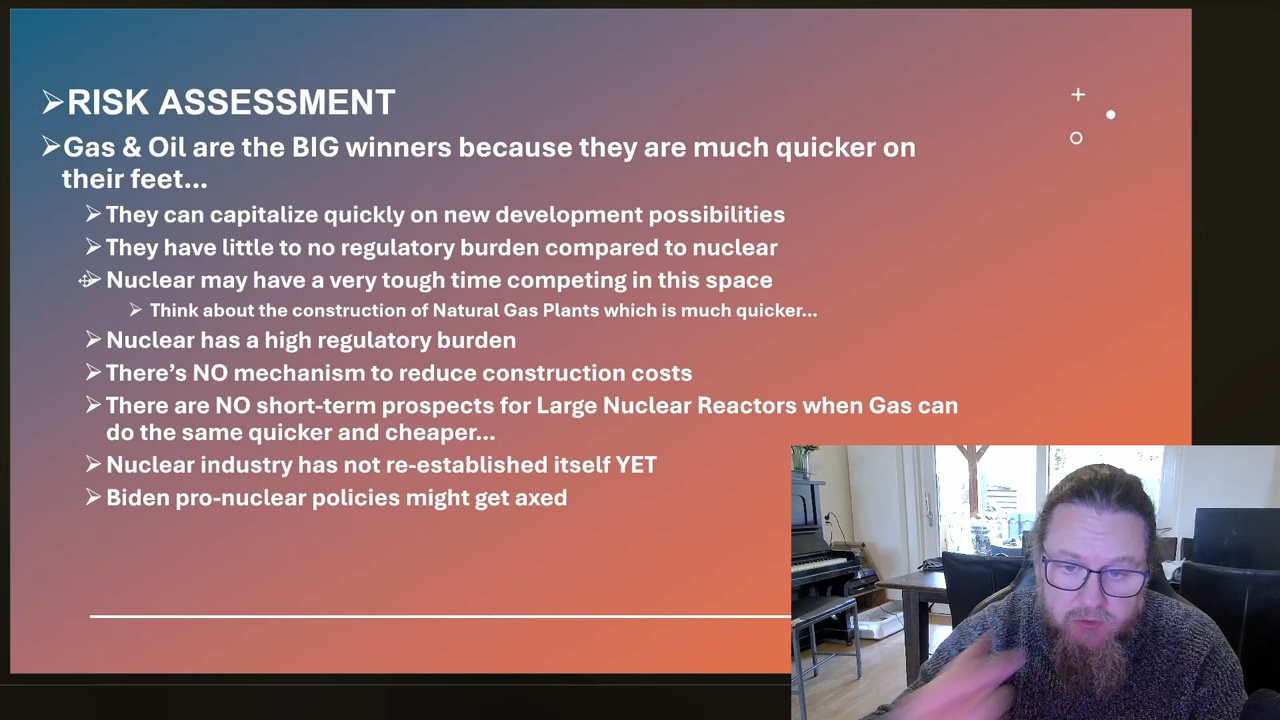 RISK ASSESSMENT
Gas & Oil are the BIG winners because they are much quicker on
their feet...
They can capitalize quickly on new development possibilities
They have little to no regulatory burden compared to nuclear
Nuclear may have a very tough time competing in this space
Think about the construction of Natural Gas Plants which is much quicker...
Nuclear has a high regulatory burden
There’s NO mechanism to reduce construction costs
There are NO short-term prospects for Large Nuclear Reactors when Gas can
do the same quicker and cheaper...
Nuclear industry has not re-established itself YET
Biden pro-nuclear policies might get axed